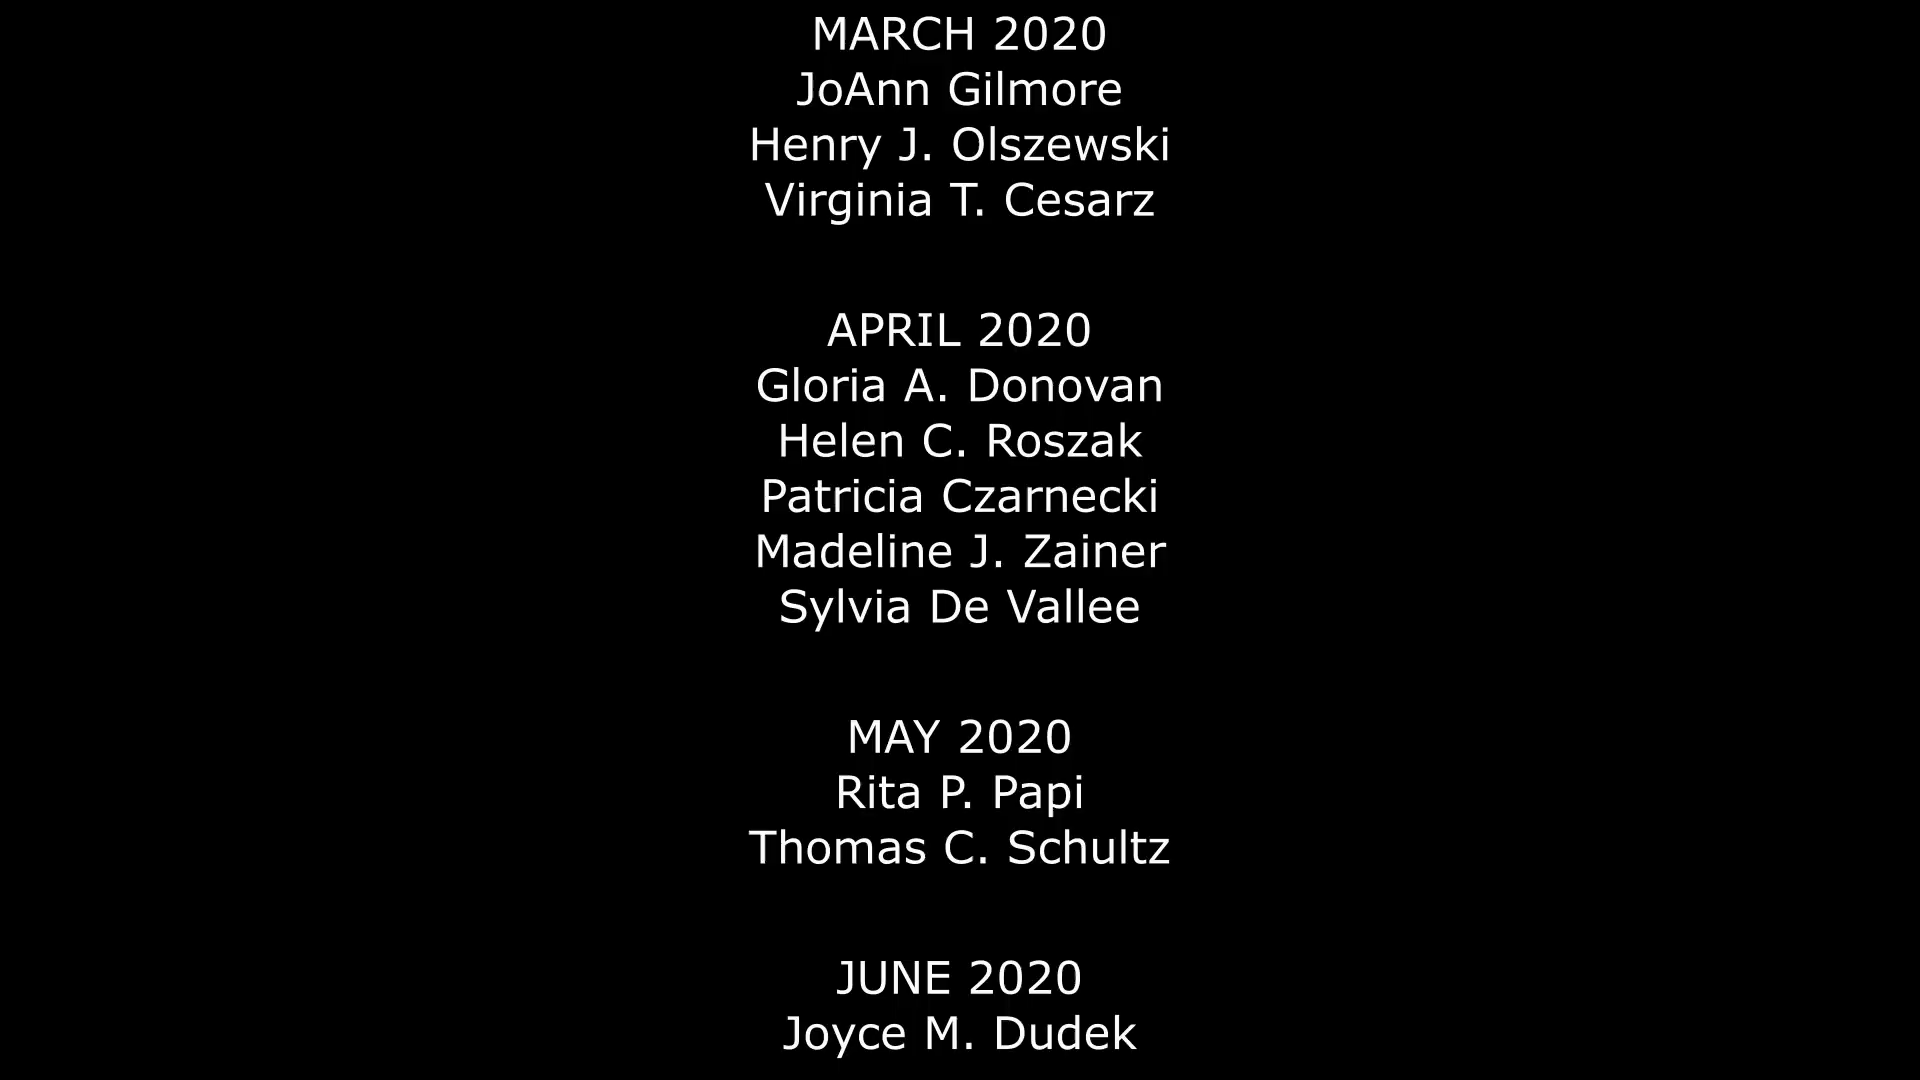 MARCH 2020
JoAnn Gilmore
Henry J. Olszewski
Virginia T. Cesarz
APRIL 2020
Gloria A. Donovan
Helen C. Roszak
Patricia Czarnecki
Madeline J. Zainer
Sylvia De Vallee
MAY 2020
Rita P. Papi
Thomas C. Schultz
JUNE 2020
Joyce M. Dudek